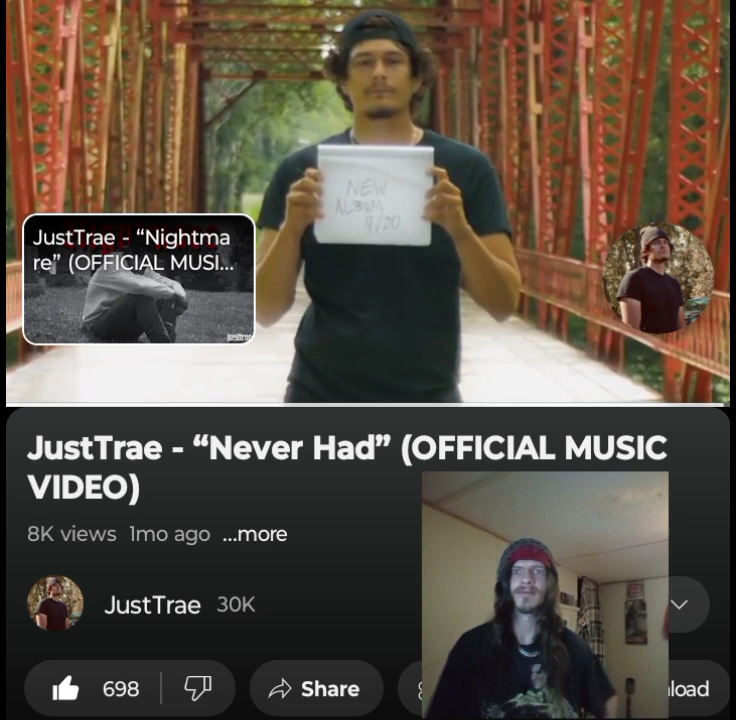 NEW
ALBUM
9/20
JustTrae - “Nightma
re” (OFFICIAL MUSI...
justtrae
JustTrae - “Never Had” (OFFICIAL MUSIC
VIDEO)
8K views 1mo ago ...more
JustTrae 30K
698 Share load